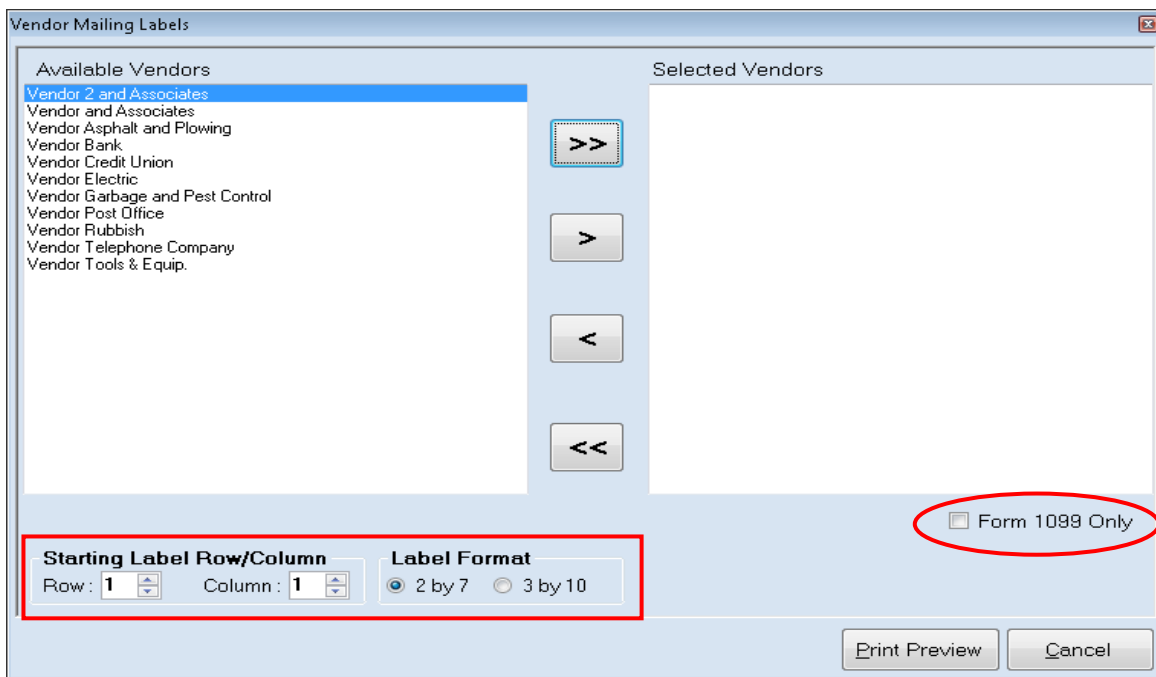 Vendor Mailing Labels
Available Vendors
Vendor 2 and Associates
Vendor and Associates
Vendor Asphalt and Plowing
Vendor Bank
Vendor Credit Union
Vendor Electric
Vendor Garbage and Pest Control
Vendor Post Office
Vendor Rubbish
Vendor Telephone Company
Vendor Tools & Equip.
>>
>
<
<<
Selected Vendors
Form 1099 Only
Starting Label Row/Column
Row : 1 Column : 1
Label Format
2 by 7 3 by 10
Print Preview Cancel